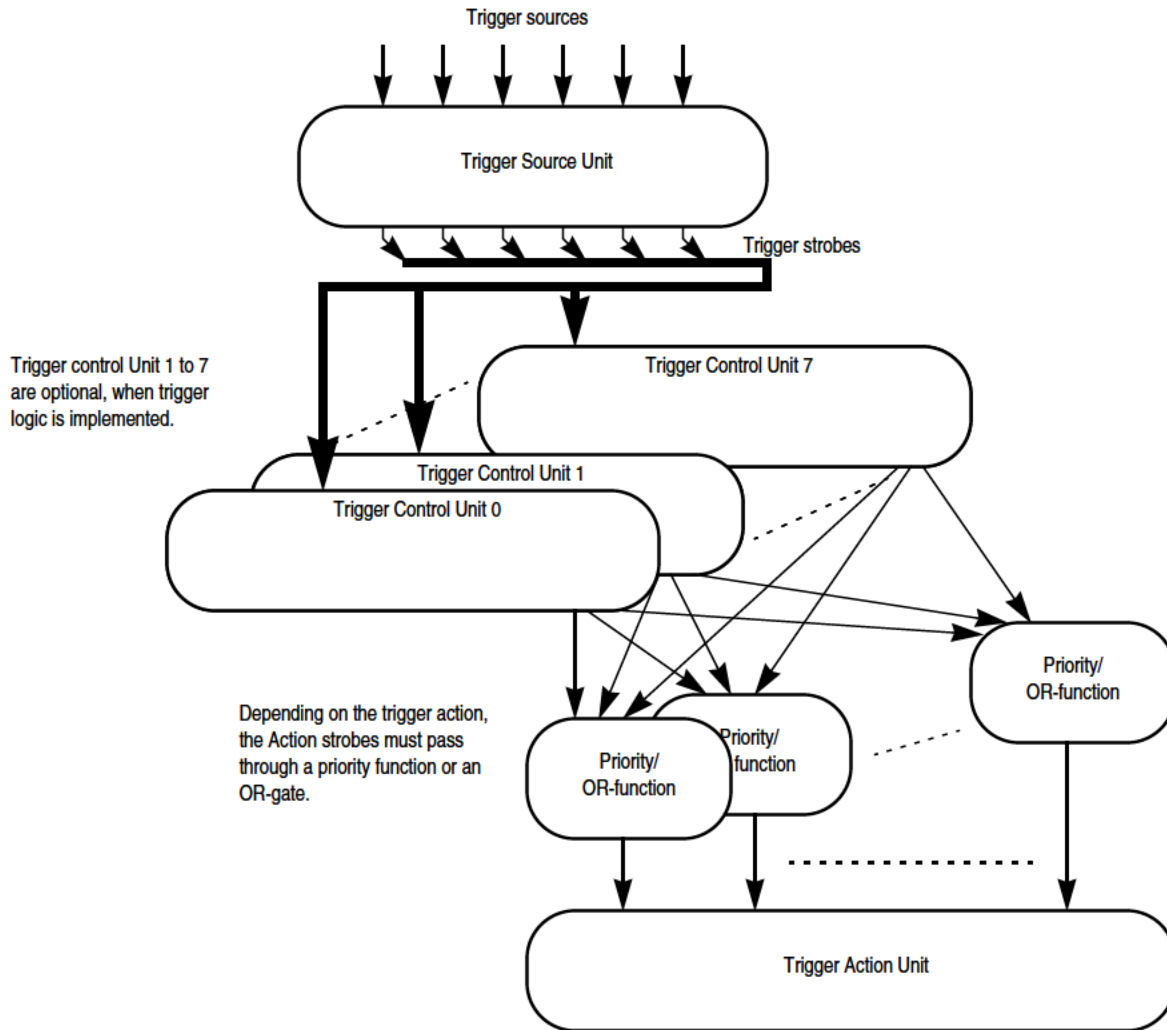 Trigger sources
Trigger Source Unit
Trigger strobes
Trigger control Unit 1 to 7
are optional, when trigger
logic is implemented.
Trigger Control Unit 7
Trigger Control Unit 1
Trigger Control Unit 0
Priority/
OR-function
Depending on the trigger action,
the Action strobes must pass
through a priority function or an
OR-gate.
Priority/
OR-function
Priority/
function
Trigger Action Unit